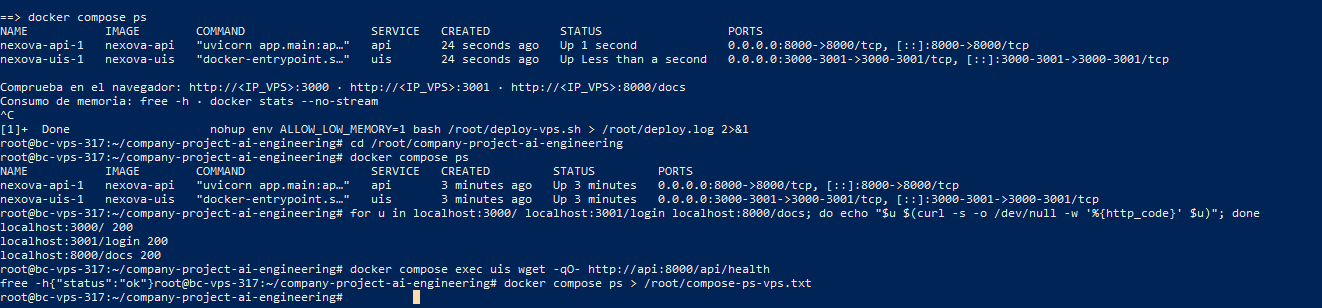 ==> docker compose ps
NAME           IMAGE         COMMAND                  SERVICE   CREATED          STATUS                  PORTS
nexova-api-1   nexova-api    "uvicorn app.main:ap…"   api       24 seconds ago   Up 1 second             0.0.0.0:8000->8000/tcp, [::]:8000->8000/tcp
nexova-uis-1   nexova-uis    "docker-entrypoint.s…"   uis       24 seconds ago   Up Less than a second   0.0.0.0:3000-3001->3000-3001/tcp, [::]:3000-3001->3000-3001/tcp
Comprueba en el navegador: http://<IP_VPS>:3000 · http://<IP_VPS>:3001 · http://<IP_VPS>:8000/docs
Consumo de memoria: free -h · docker stats --no-stream
^C
[1]+  Done                    nohup env ALLOW_LOW_MEMORY=1 bash /root/deploy-vps.sh > /root/deploy.log 2>&1
root@bc-vps-317:~/company-project-ai-engineering# cd /root/company-project-ai-engineering
root@bc-vps-317:~/company-project-ai-engineering# docker compose ps
NAME           IMAGE         COMMAND                  SERVICE   CREATED         STATUS         PORTS
nexova-api-1   nexova-api    "uvicorn app.main:ap…"   api       3 minutes ago   Up 3 minutes   0.0.0.0:8000->8000/tcp, [::]:8000->8000/tcp
nexova-uis-1   nexova-uis    "docker-entrypoint.s…"   uis       3 minutes ago   Up 3 minutes   0.0.0.0:3000-3001->3000-3001/tcp, [::]:3000-3001->3000-3001/tcp
root@bc-vps-317:~/company-project-ai-engineering# for u in localhost:3000/ localhost:3001/login localhost:8000/docs; do echo "$u $(curl -s -o /dev/null -w '%{http_code}' $u)"; done
localhost:3000/ 200
localhost:3001/login 200
localhost:8000/docs 200
root@bc-vps-317:~/company-project-ai-engineering# docker compose exec uis wget -qO- http://api:8000/api/health
free -h{"status":"ok"}root@bc-vps-317:~/company-project-ai-engineering# docker compose ps > /root/compose-ps-vps.txt
root@bc-vps-317:~/company-project-ai-engineering#